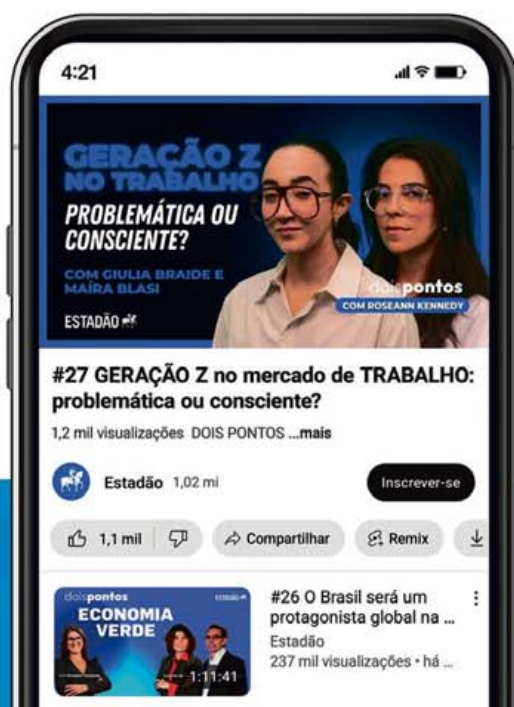 4:21
GERAÇÃO Z
NO TRABALHO
PROBLEMÁTICA OU
CONSCIENTE?
COM GIULIA BRAIDE E
MAÍRA BLASI
ESTADÃO
doispontos
COM ROSEANN KENNEDY
#27 GERAÇÃO Z no mercado de TRABALHO:
problemática ou consciente?
1,2 mil visualizações DOIS PONTOS ...mais
Estadão 1,02 mi
Inscrever-se
1,1 mil
Compartilhar
Remix
doispontos
ESTADÃO
ECONOMIA
VERDE
1:11:41
#26 O Brasil será um
protagonista global na ...
Estadão
237 mil visualizações • há ...